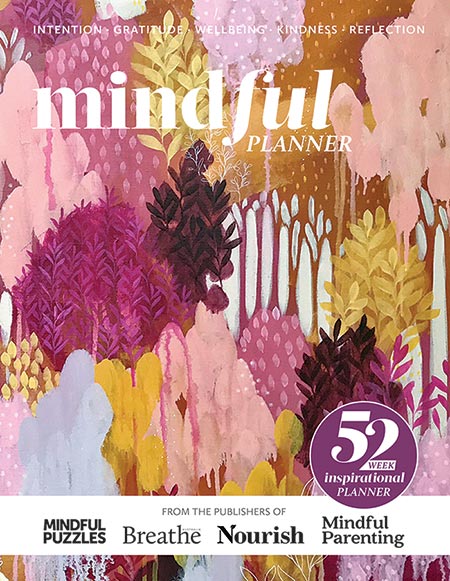 INTENTION · GRATITUDE · WELLBEING · KINDNESS · REFLECTION
mindful
PLANNER
52
WEEK
inspirational
PLANNER
FROM THE PUBLISHERS OF
MINDFUL
PUZZLES
Breathe
AUSTRALIA
Nourish
Mindful
Parenting